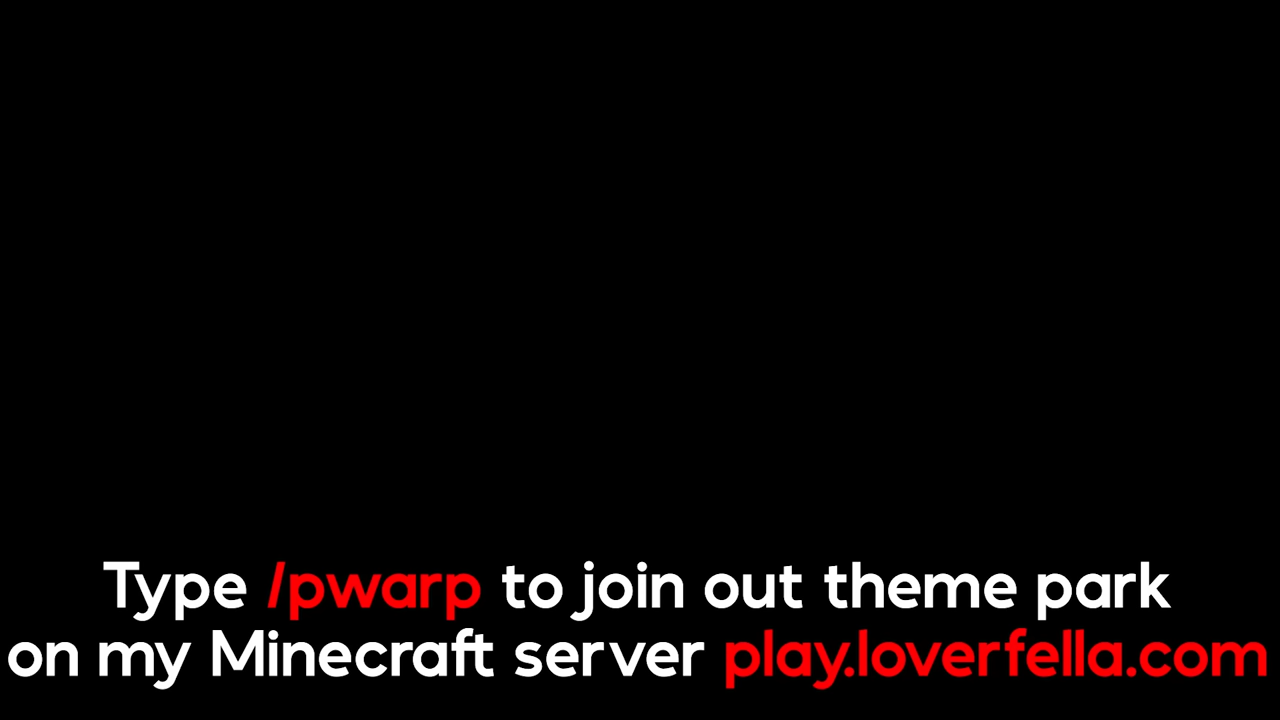 Type /pwarp to join out theme park
on my Minecraft server play.loverfella.com